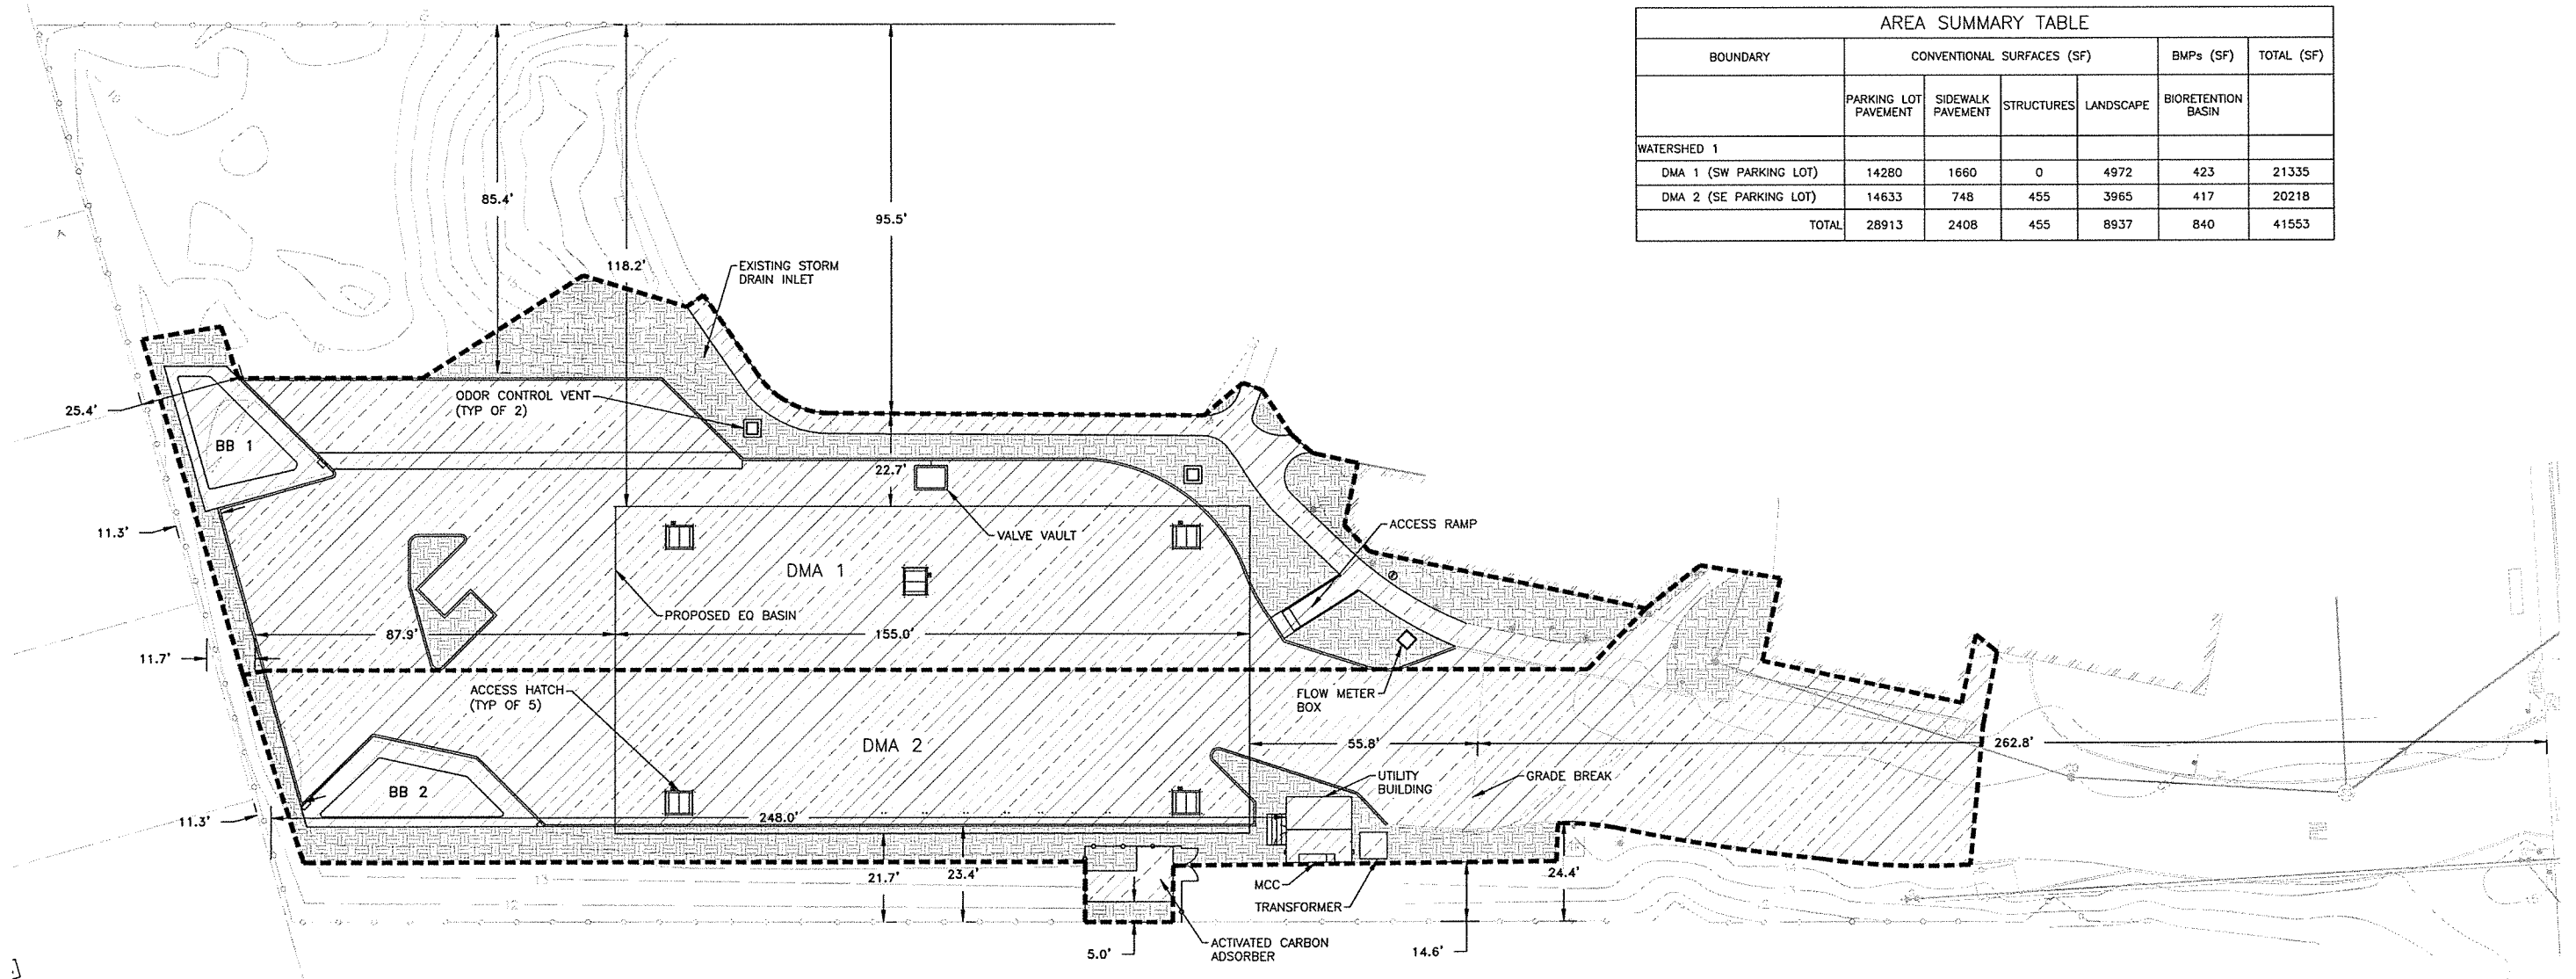 AREA SUMMARY TABLE
BOUNDARY CONVENTIONAL SURFACES (SF) BMPs (SF) TOTAL (SF)
PARKING LOT PAVEMENT SIDEWALK PAVEMENT STRUCTURES LANDSCAPE BIORETENTION BASIN
WATERSHED 1
DMA 1 (SW PARKING LOT) 14280 1660 0 4972 423 21335
DMA 2 (SE PARKING LOT) 14633 748 455 3965 417 20218
TOTAL 28913 2408 455 8937 840 41553
85.4'
95.5'
118.2'
EXISTING STORM
DRAIN INLET
25.4'
ODOR CONTROL VENT
(TYP OF 2)
BB 1
22.7'
11.3'
VALVE VAULT
ACCESS RAMP
DMA 1
PROPOSED EQ BASIN
87.9'
155.0'
11.7'
ACCESS HATCH
(TYP OF 5)
FLOW METER
BOX
DMA 2
55.8'
262.8'
UTILITY
BUILDING
GRADE BREAK
BB 2
11.3'
248.0'
21.7'
23.4'
24.4'
13
12
10
10
MCC
TRANSFORMER
5.0'
ACTIVATED CARBON
ADSORBER
14.6'